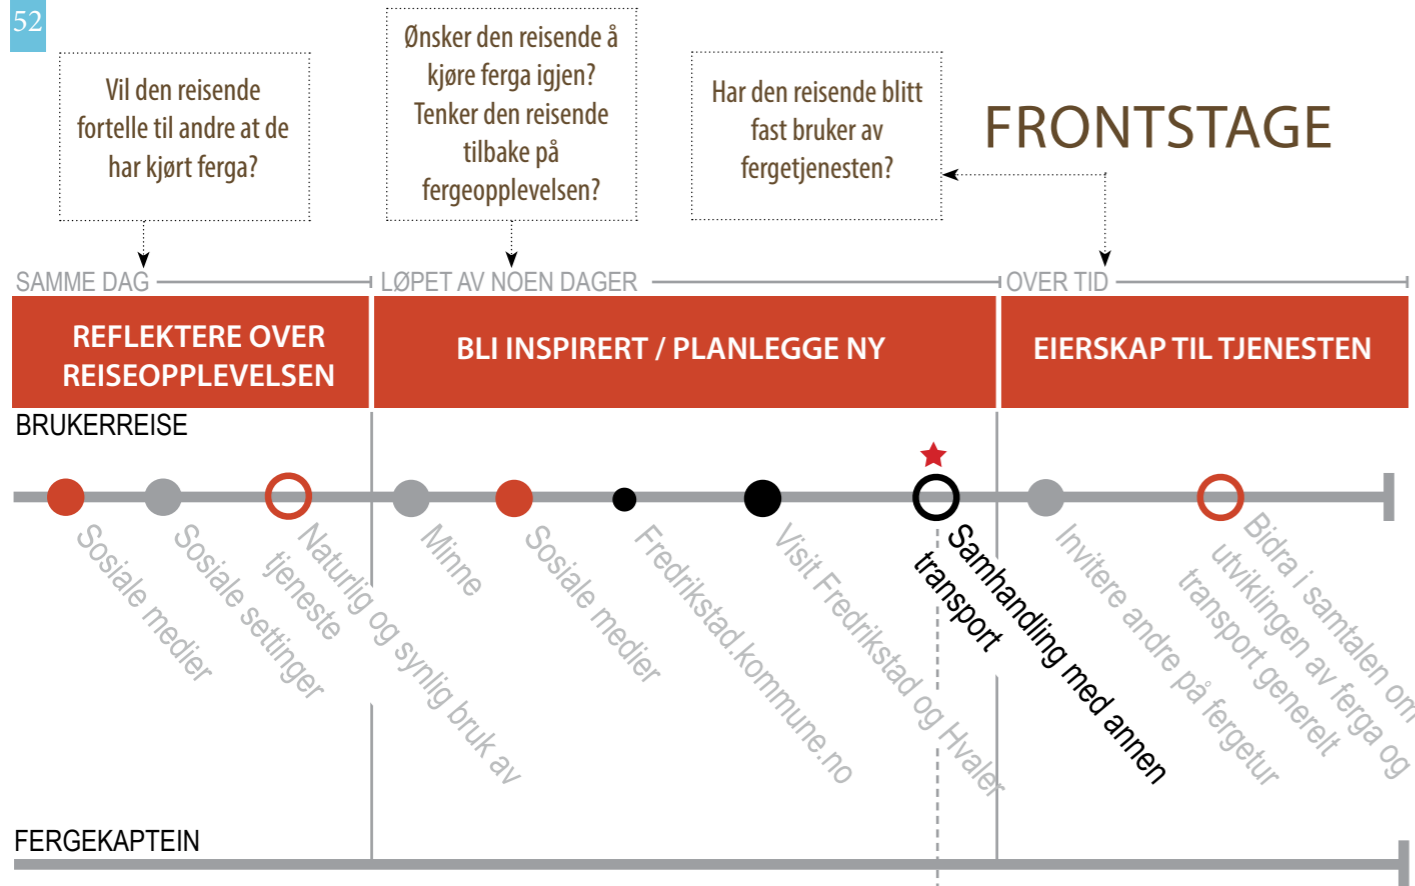 52
Vil den reisende
fortelle til andre at de
har kjørt ferga?
Ønsker den reisende å
kjøre ferga igjen?
Tenker den reisende
tilbake på
fergeopplevelsen?
Har den reisende blitt
fast bruker av
fergetjenesten?
FRONTSTAGE
SAMME DAG
LØPET AV NOEN DAGER
OVER TID
REFLEKTERE OVER
REISEOPPLEVELSEN
BLI INSPIRERT / PLANLEGGE NY
EIERSKAP TIL TJENESTEN
BRUKERREISE
Sosiale medier
Sosiale settinger
Naturlig og synlig bruk av
tjeneste
Minne
Sosiale medier
Fredrikstad.kommune.no
Visit Fredrikstad og Hvaler
Samhandling med annen
transport
Invitere andre på fergetur
Bidra i samtalen om
utviklingen av ferga og
transport generelt
FERGEKAPTEIN